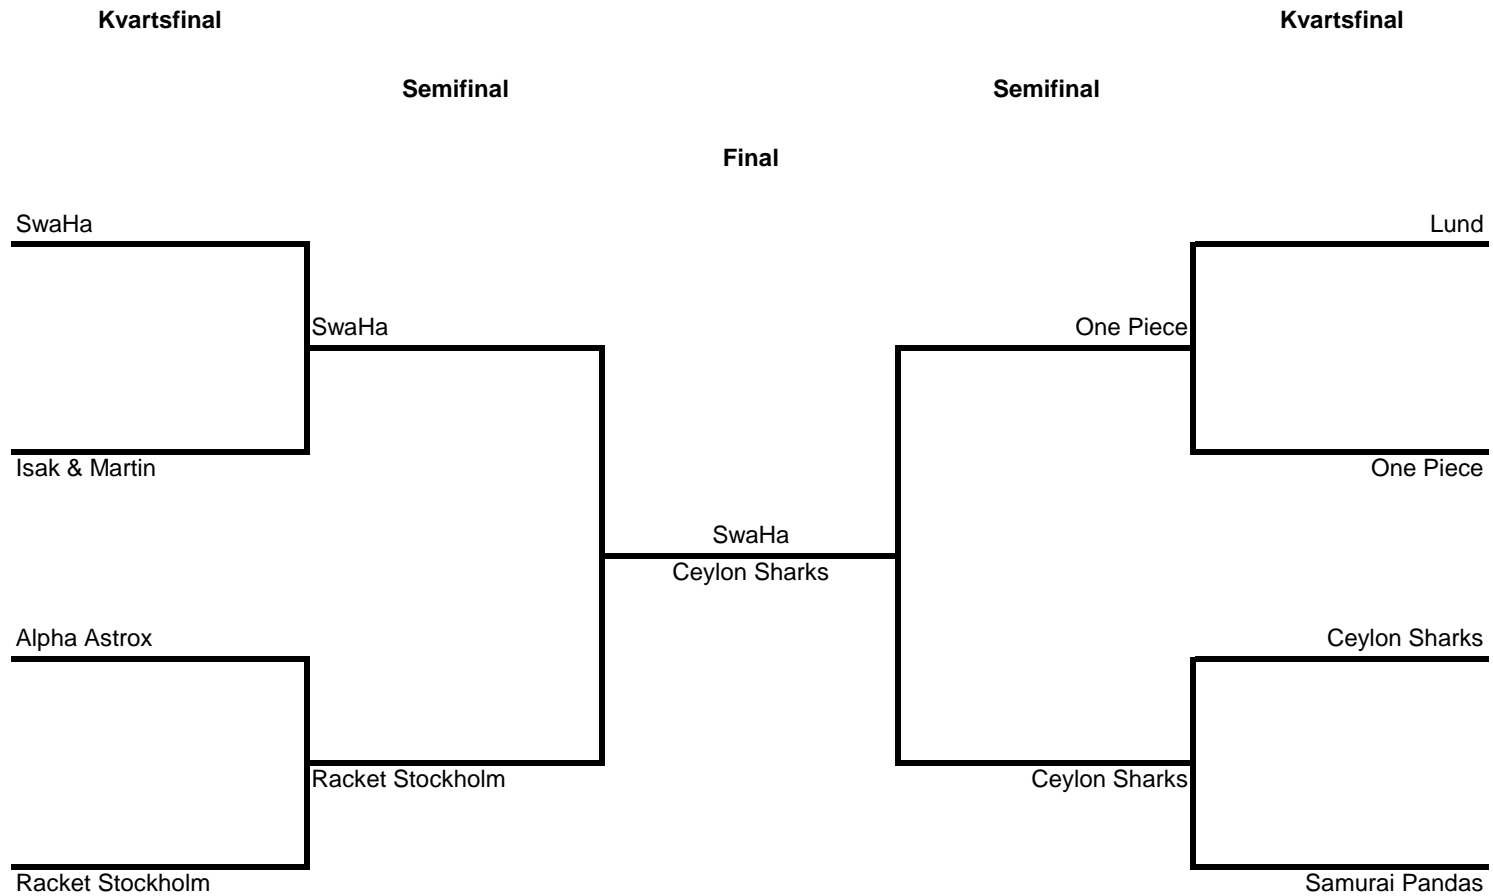 Kvartsfinal
Kvartsfinal
Semifinal
Semifinal
Final
SwaHa
Lund
SwaHa
One Piece
Isak & Martin
One Piece
SwaHa
Ceylon Sharks
Alpha Astrox
Ceylon Sharks
Racket Stockholm
Ceylon Sharks
Racket Stockholm
Samurai Pandas